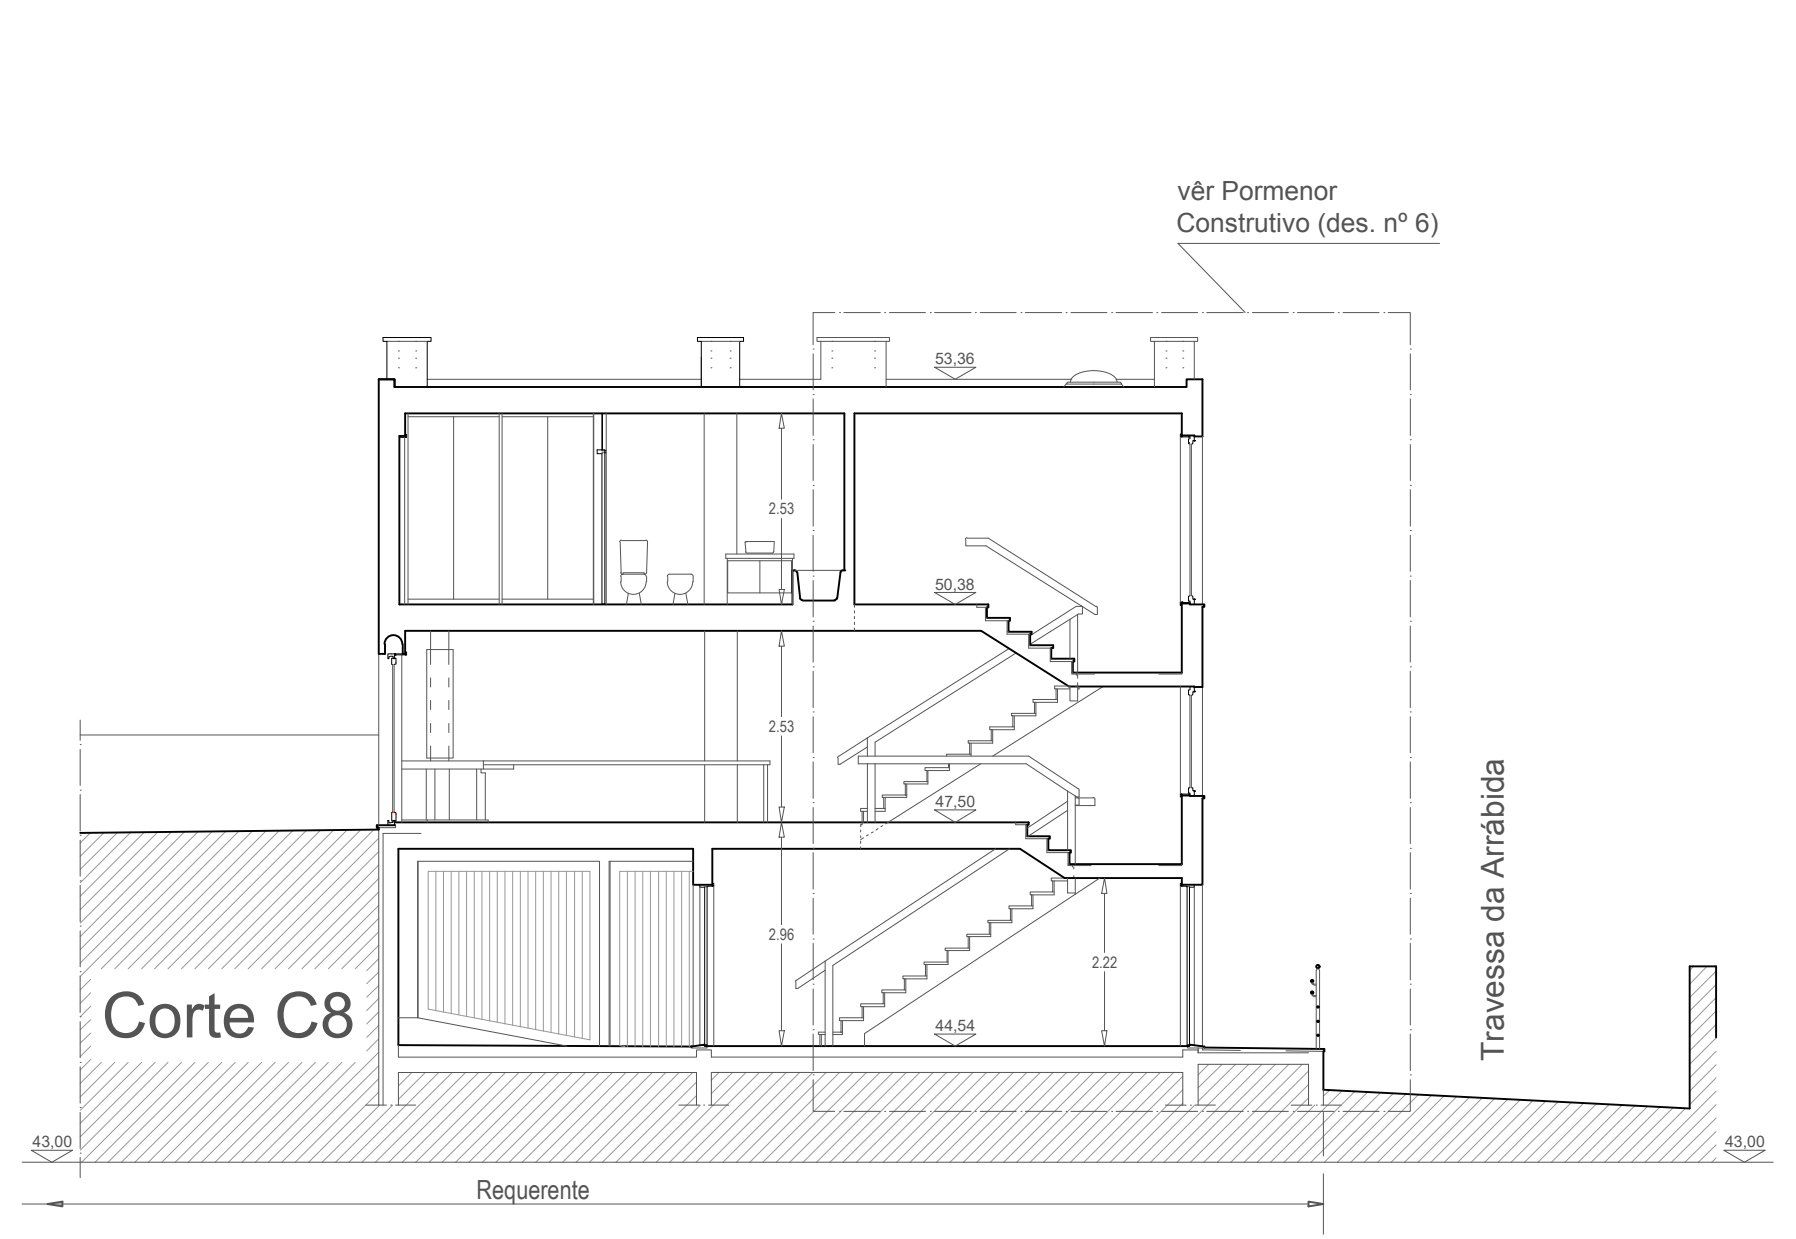 vêr Pormenor
Construtivo (des. nº 6)
53,36
2.53
50,38
2.53
47,50
2.96
2.22
44,54
Corte C8
Travessa da Arrábida
43,00
43,00
Requerente